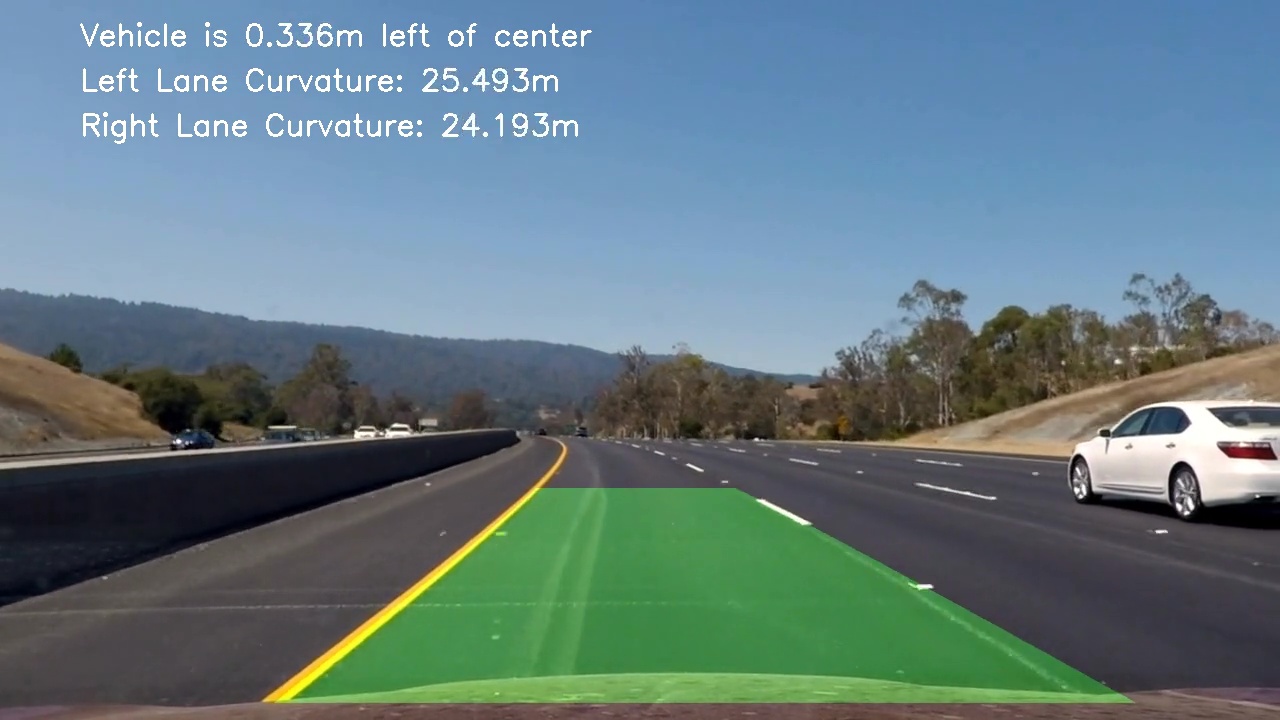 Vehicle is 0.336m left of center
Left Lane Curvature: 25.493m
Right Lane Curvature: 24.193m